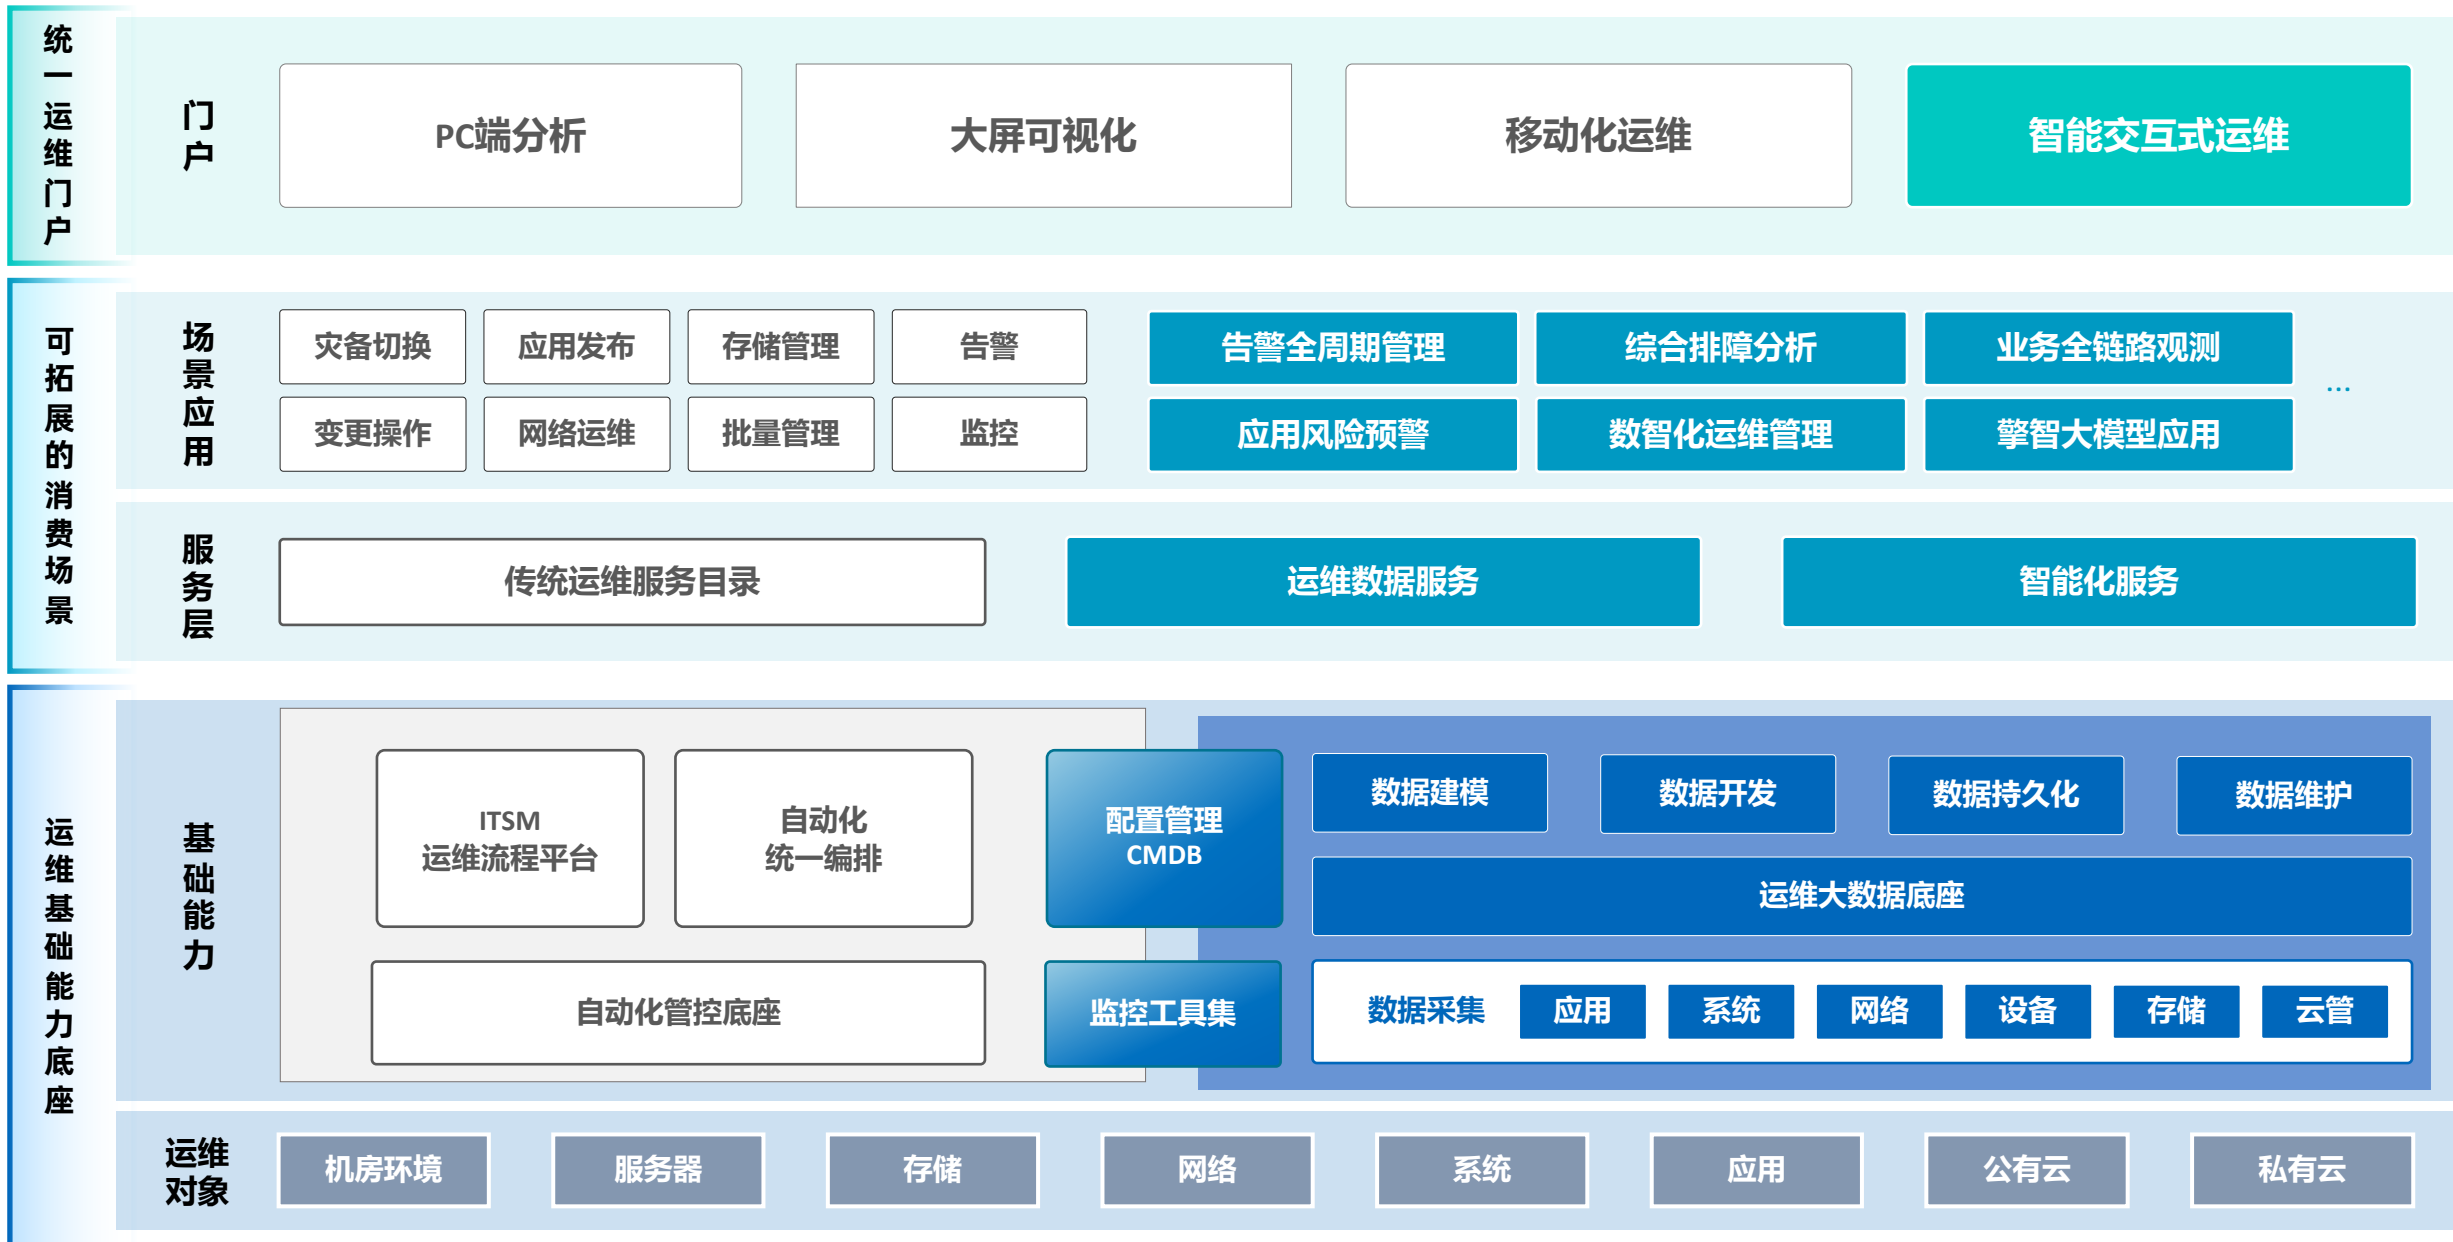 统一运维门户
门户
PC端分析
大屏可视化
移动化运维
智能交互式运维
可拓展的消费场景
场景应用
灾备切换
应用发布
存储管理
告警
告警全周期管理
综合排障分析
业务全链路观测
变更操作
网络运维
批量管理
监控
应用风险预警
数智化运维管理
擎智大模型应用
...
服务层
传统运维服务目录
运维数据服务
智能化服务
运维基础能力底座
基础能力
ITSM
运维流程平台
自动化
统一编排
配置管理
CMDB
数据建模
数据开发
数据持久化
数据维护
运维大数据底座
自动化管控底座
监控工具集
数据采集
应用
系统
网络
设备
存储
云管
运维
对象
机房环境
服务器
存储
网络
系统
应用
公有云
私有云